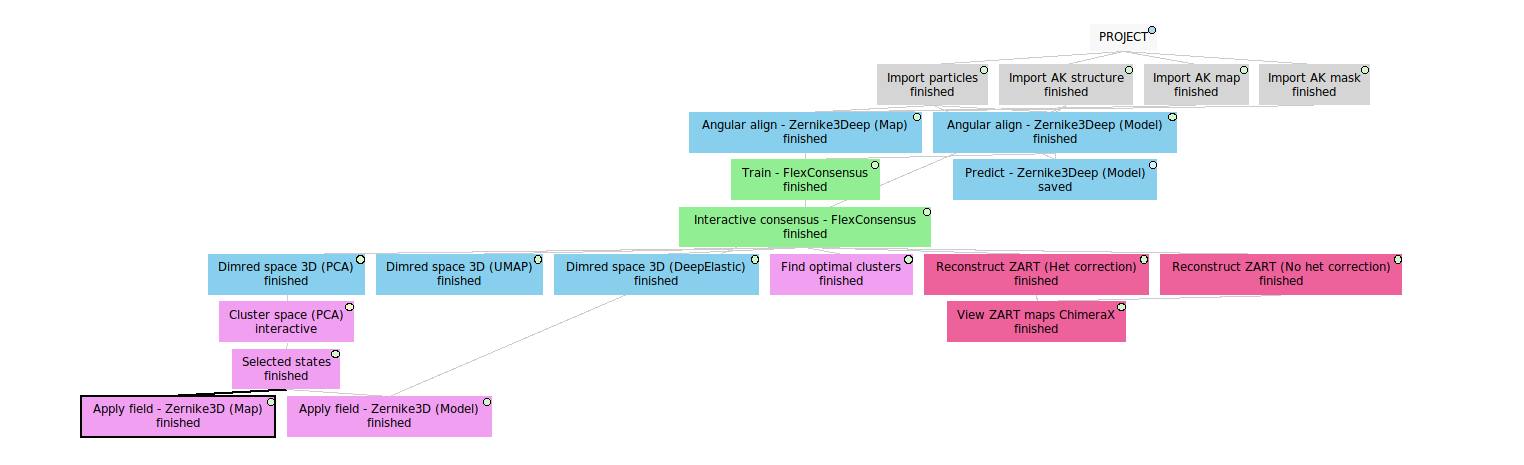 PROJECT
Import particles
finished
Import AK structure
finished
Import AK map
finished
Import AK mask
finished
Angular align - Zernike3Deep (Map)
finished
Angular align - Zernike3Deep (Model)
finished
Train - FlexConsensus
finished
Predict - Zernike3Deep (Model)
saved
Interactive consensus - FlexConsensus
finished
Dimred space 3D (PCA)
finished
Dimred space 3D (UMAP)
finished
Dimred space 3D (DeepElastic)
finished
Find optimal clusters
finished
Reconstruct ZART (Het correction)
finished
Reconstruct ZART (No het correction)
finished
Cluster space (PCA)
interactive
View ZART maps ChimeraX
finished
Selected states
finished
Apply field - Zernike3D (Map)
finished
Apply field - Zernike3D (Model)
finished